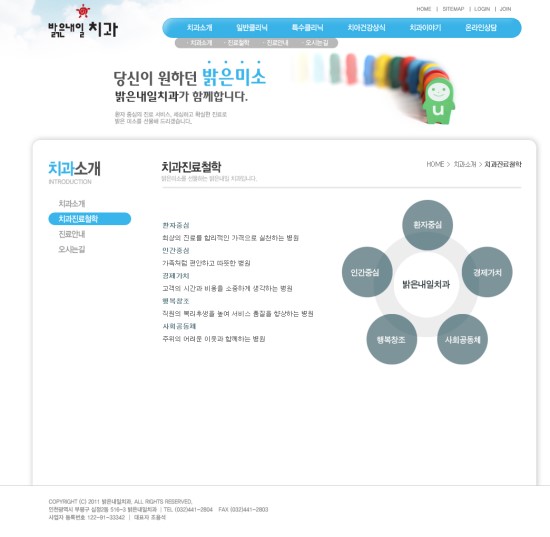 HOME | SITEMAP | LOGIN | JOIN
밝은내일 치과
치과소개 일반클리닉 특수클리닉 치아건강상식 치과이야기 온라인상담
· 치과소개 · 진료철학 · 진료안내 · 오시는길
당신이 원하던 밝은미소
밝은내일치과가 함께합니다.
환자 중심의 진료 서비스, 세심하고 확실한 진료로
밝은 미소를 선물해 드리겠습니다.
u
치과소개
INTRODUCTION
치과소개
치과진료철학
진료안내
오시는길
치과진료철학
밝은미소를 선물하는 밝은내일 치과입니다.
HOME > 치과소개 > 치과진료철학
환자중심
최상의 진료를 합리적인 가격으로 실천하는 병원
인간중심
가족처럼 편안하고 따뜻한 병원
경제가치
고객의 시간과 비용을 소중하게 생각하는 병원
행복창조
직원의 복리후생을 높여 서비스 품질을 향상하는 병원
사회공동체
주위의 어려운 이웃과 함께하는 병원
환자중심
인간중심
경제가치
밝은내일치과
행복창조
사회공동체
COPYRIGHT (C) 2011 밝은내일치과. ALL RIGHTS RESERVED.
인천광역시 부평구 삼정2동 516-3 밝은내일치과 | TEL (032)441-2804 FAX (032)441-2803
사업자 등록번호 122-91-33342 | 대표자 조율석